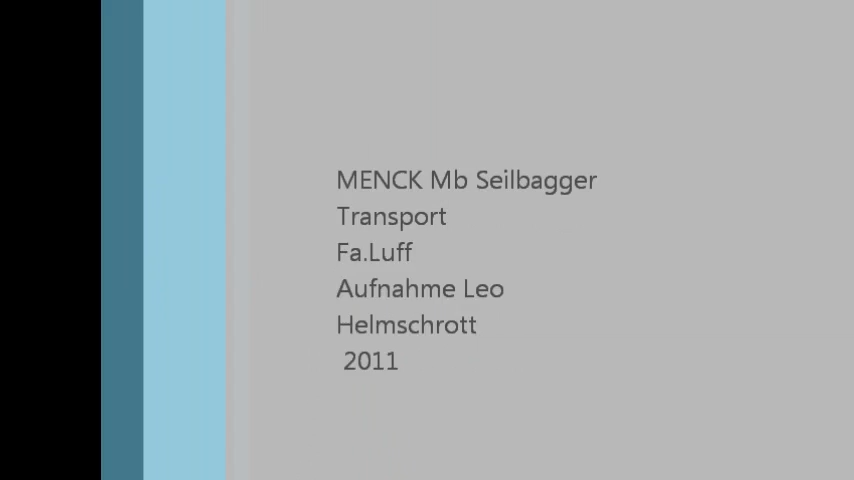 MENCK Mb Seilbagger
Transport
Fa.Luff
Aufnahme Leo
Helmschrott
2011